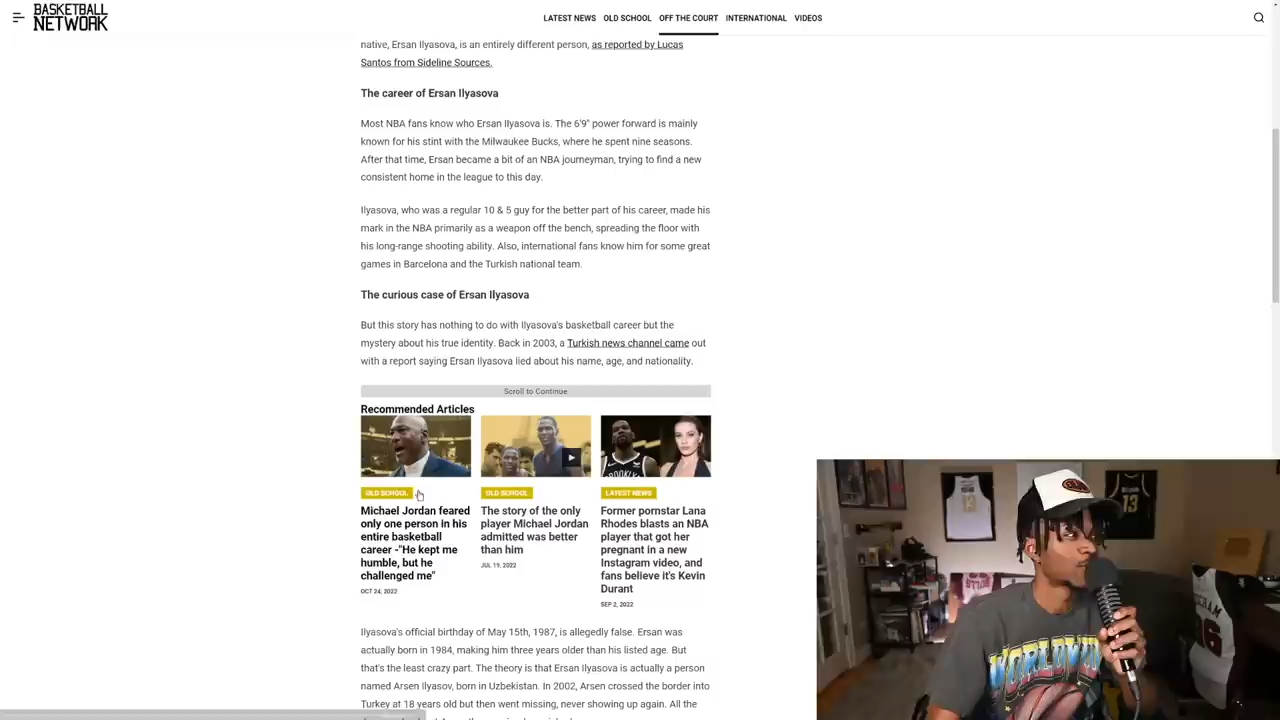 BASKETBALL
NETWORK
LATEST NEWS OLD SCHOOL OFF THE COURT INTERNATIONAL VIDEOS
native, Ersan Ilyasova, is an entirely different person, as reported by Lucas
Santos from Sideline Sources.
The career of Ersan Ilyasova
Most NBA fans know who Ersan Ilyasova is. The 6'9" power forward is mainly
known for his stint with the Milwaukee Bucks, where he spent nine seasons.
After that time, Ersan became a bit of an NBA journeyman, trying to find a new
consistent home in the league to this day.
Ilyasova, who was a regular 10 & 5 guy for the better part of his career, made his
mark in the NBA primarily as a weapon off the bench, spreading the floor with
his long-range shooting ability. Also, international fans know him for some great
games in Barcelona and the Turkish national team.
The curious case of Ersan Ilyasova
But this story has nothing to do with Ilyasova's basketball career but the
mystery about his true identity. Back in 2003, a Turkish news channel came out
with a report saying Ersan Ilyasova lied about his name, age, and nationality.
Scroll to Continue
Recommended Articles
OLD SCHOOL
Michael Jordan feared
only one person in his
entire basketball
career -"He kept me
humble, but he
challenged me"
OCT 24, 2022
OLD SCHOOL
The story of the only
player Michael Jordan
admitted was better
than him
JUL 19, 2022
BROOKLYN
LATEST NEWS
Former pornstar Lana
Rhodes blasts an NBA
player that got her
pregnant in a new
Instagram video, and
fans believe it's Kevin
Durant
SEP 2, 2022
Ilyasova's official birthday of May 15th, 1987, is allegedly false. Ersan was
actually born in 1984, making him three years older than his listed age. But
that's the least crazy part. The theory is that Ersan Ilyasova is actually a person
named Arsen Ilyasov, born in Uzbekistan. In 2002, Arsen crossed the border into
Turkey at 18 years old but then went missing, never showing up again. All the
13
13